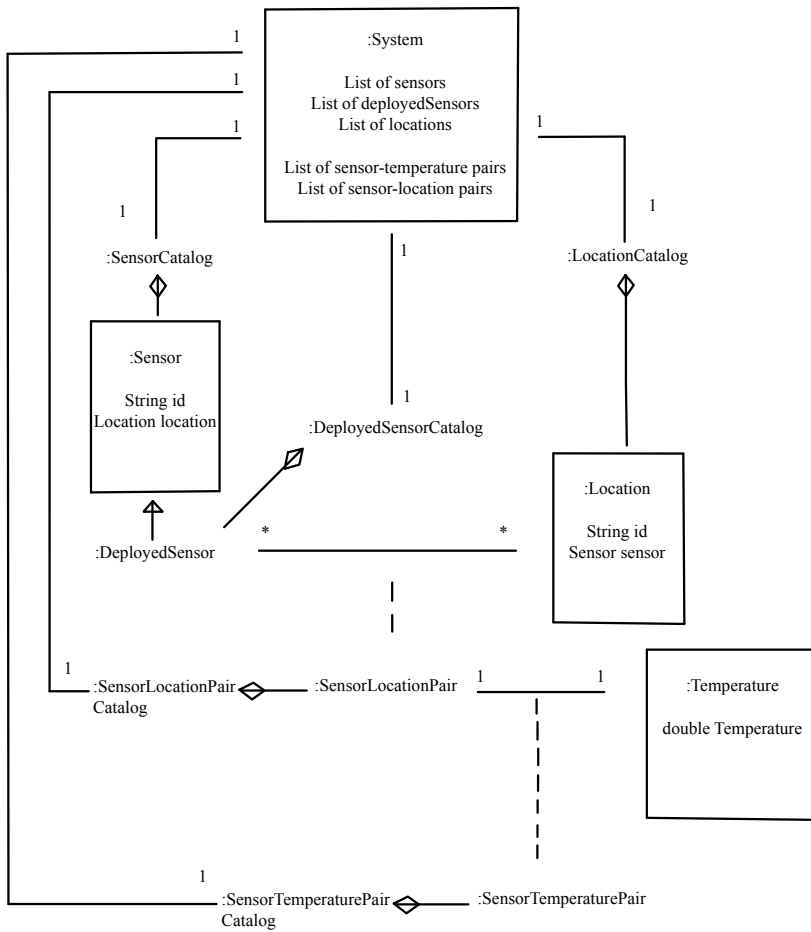 1
:System
1
List of sensors
List of deployedSensors
List of locations
1
1
List of sensor-temperature pairs
List of sensor-location pairs
1
1
1
:SensorCatalog
:LocationCatalog
:Sensor
String id
Location location
1
:DeployedSensorCatalog
:Location
String id
Sensor sensor
*
*
:DeployedSensor
1
:SensorLocationPair
Catalog
:SensorLocationPair
1
1
:Temperature
double Temperature
1
:SensorTemperaturePair
Catalog
:SensorTemperaturePair